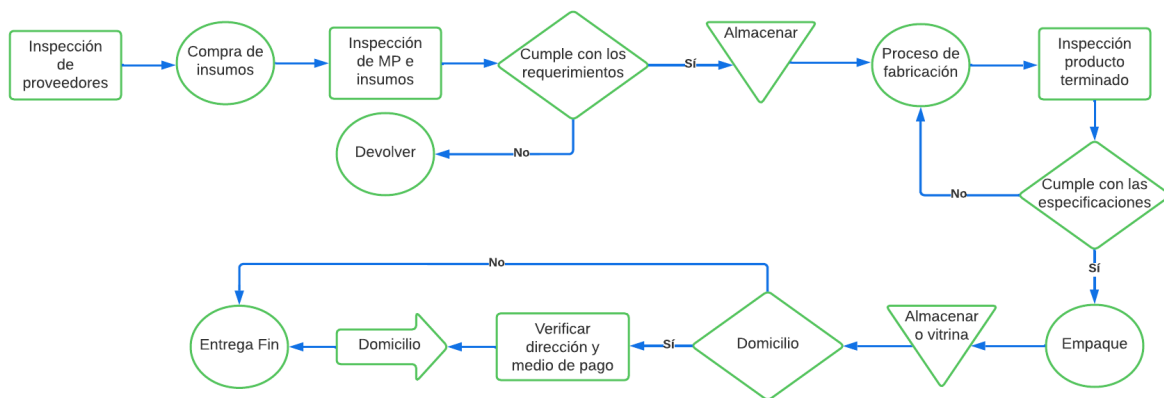 Inspección
de
proveedores
Compra de
insumos
Inspección
de MP e
insumos
Cumple con los
requerimientos
Sí
Almacenar
Proceso de
fabricación
Inspección
producto
terminado
No
Devolver
Cumple con las
especificaciones
No
Sí
Empaque
Almacenar
o vitrina
Domicilio
No
Sí
Verificar
dirección y
medio de pago
Domicilio
Entrega Fin